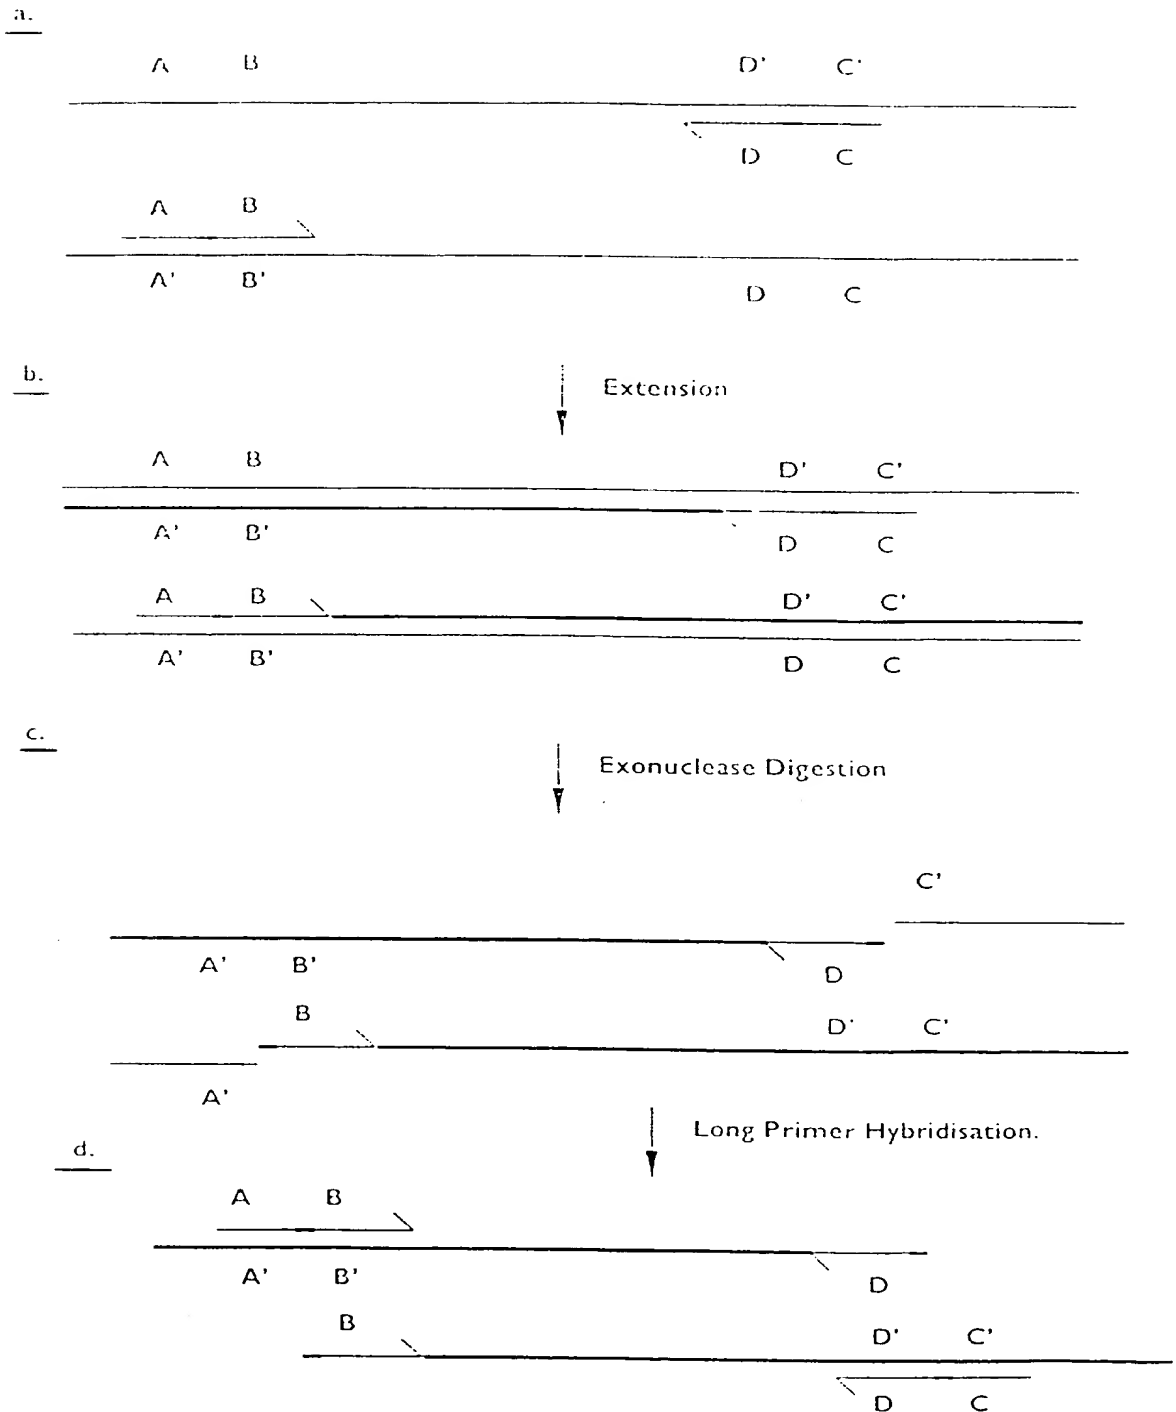 a.
A B D' C'
D C
A B
A' B' D C
b.
Extension
A B D' C'
A' B' D C
A B D' C'
A' B' D C
c.
Exonuclease Digestion
C'
A' B' D
B D' C'
A'
Long Primer Hybridisation.
d.
A B
A' B' D
B D' C'
D C